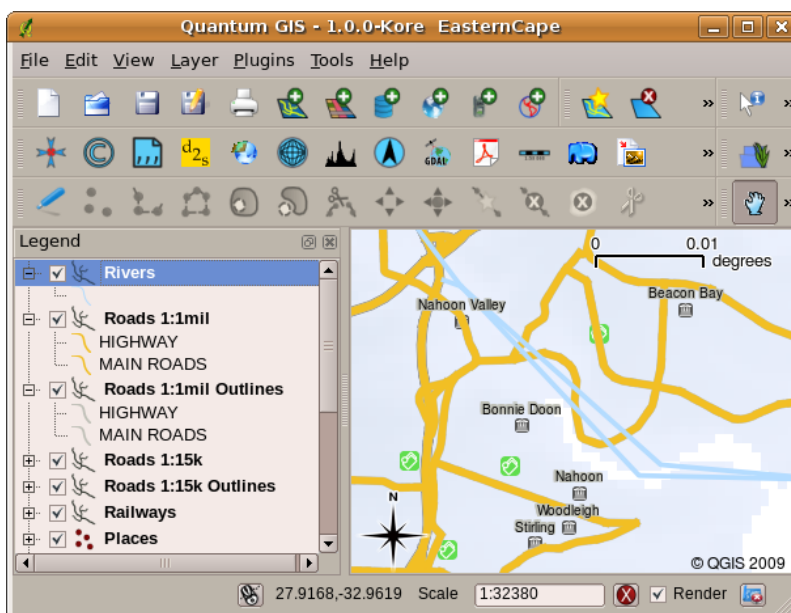 Quantum GIS - 1.0.0-Kore EasternCape
File Edit View Layer Plugins Tools Help
d2s
GDAL
Legend
Rivers
Roads 1:1mil
HIGHWAY
MAIN ROADS
Roads 1:1mil Outlines
HIGHWAY
MAIN ROADS
Roads 1:15k
Roads 1:15k Outlines
Railways
Places
0 0.01
degrees
Nahoon Valley
Beacon Bay
Bonnie Doon
Nahoon
Woodleigh
Stirling
N
© QGIS 2009
27.9168,-32.9619 Scale 1:32380 Render